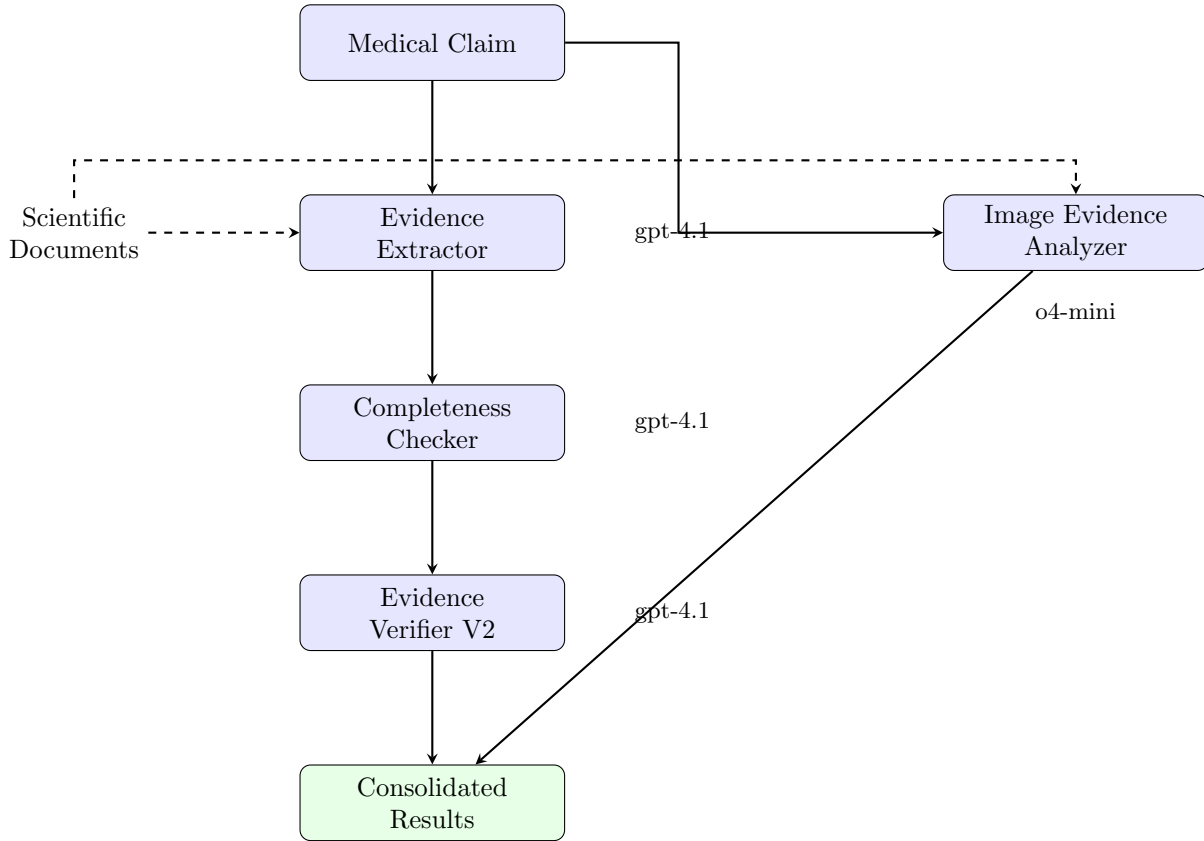 Medical Claim
Scientific
Documents
Evidence
Extractor
gpt-4.1
Image Evidence
Analyzer
o4-mini
Completeness
Checker
gpt-4.1
Evidence
Verifier V2
gpt-4.1
Consolidated
Results